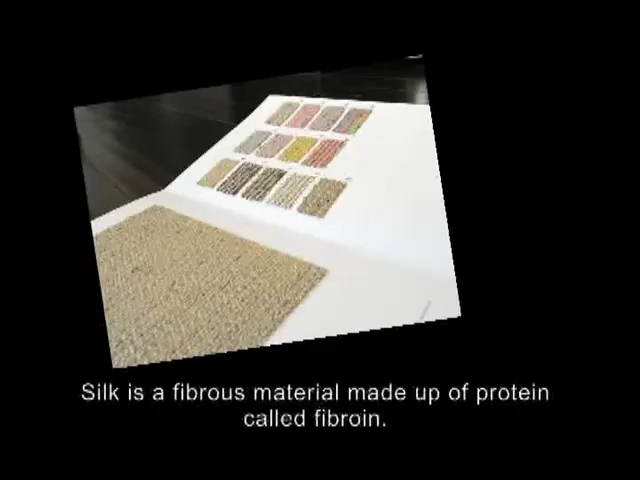 Silk is a fibrous material made up of protein
called fibroin.